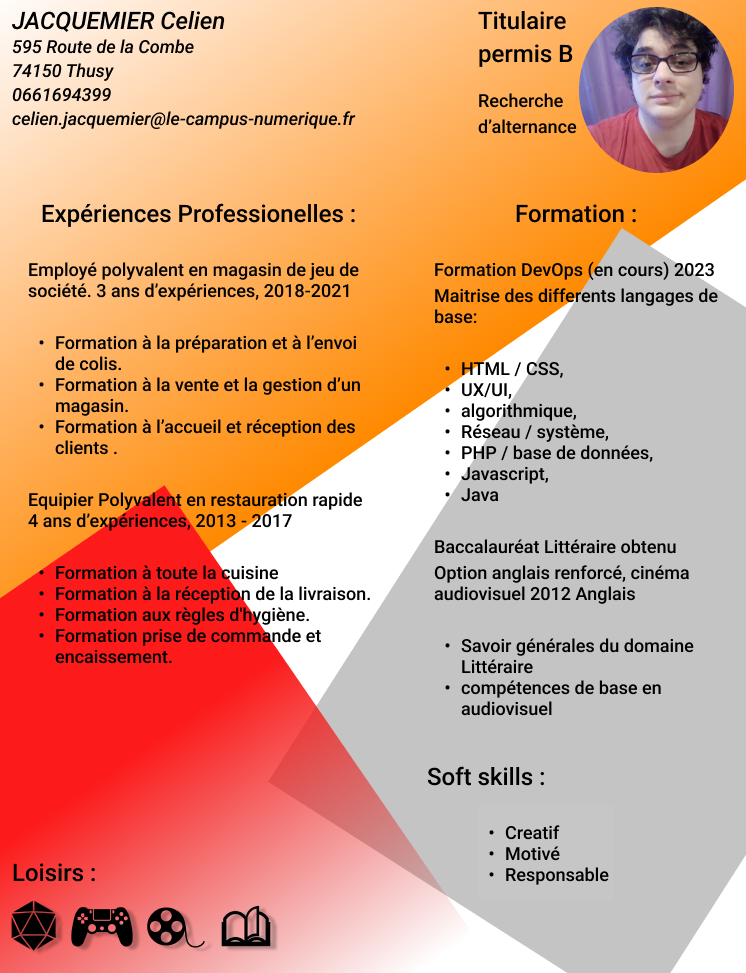 JACQUEMIER Celien
595 Route de la Combe
74150 Thusy
0661694399
celien.jacquemier@le-campus-numerique.fr
Titulaire
permis B
Recherche
d’alternance
Expériences Professionelles :
Employé polyvalent en magasin de jeu de
société. 3 ans d’expériences, 2018-2021
• Formation à la préparation et à l’envoi
de colis.
• Formation à la vente et la gestion d’un
magasin.
• Formation à l’accueil et réception des
clients .
Equipier Polyvalent en restauration rapide
4 ans d’expériences, 2013 - 2017
• Formation à toute la cuisine
• Formation à la réception de la livraison.
• Formation aux règles d'hygiène.
• Formation prise de commande et
encaissement.
Loisirs :
Formation :
Formation DevOps (en cours) 2023
Maitrise des differents langages de
base:
• HTML / CSS,
• UX/UI,
• algorithmique,
• Réseau / système,
• PHP / base de données,
• Javascript,
• Java
Baccalauréat Littéraire obtenu
Option anglais renforcé, cinéma
audiovisuel 2012 Anglais
• Savoir générales du domaine
Littéraire
• compétences de base en
audiovisuel
Soft skills :
• Creatif
• Motivé
• Responsable